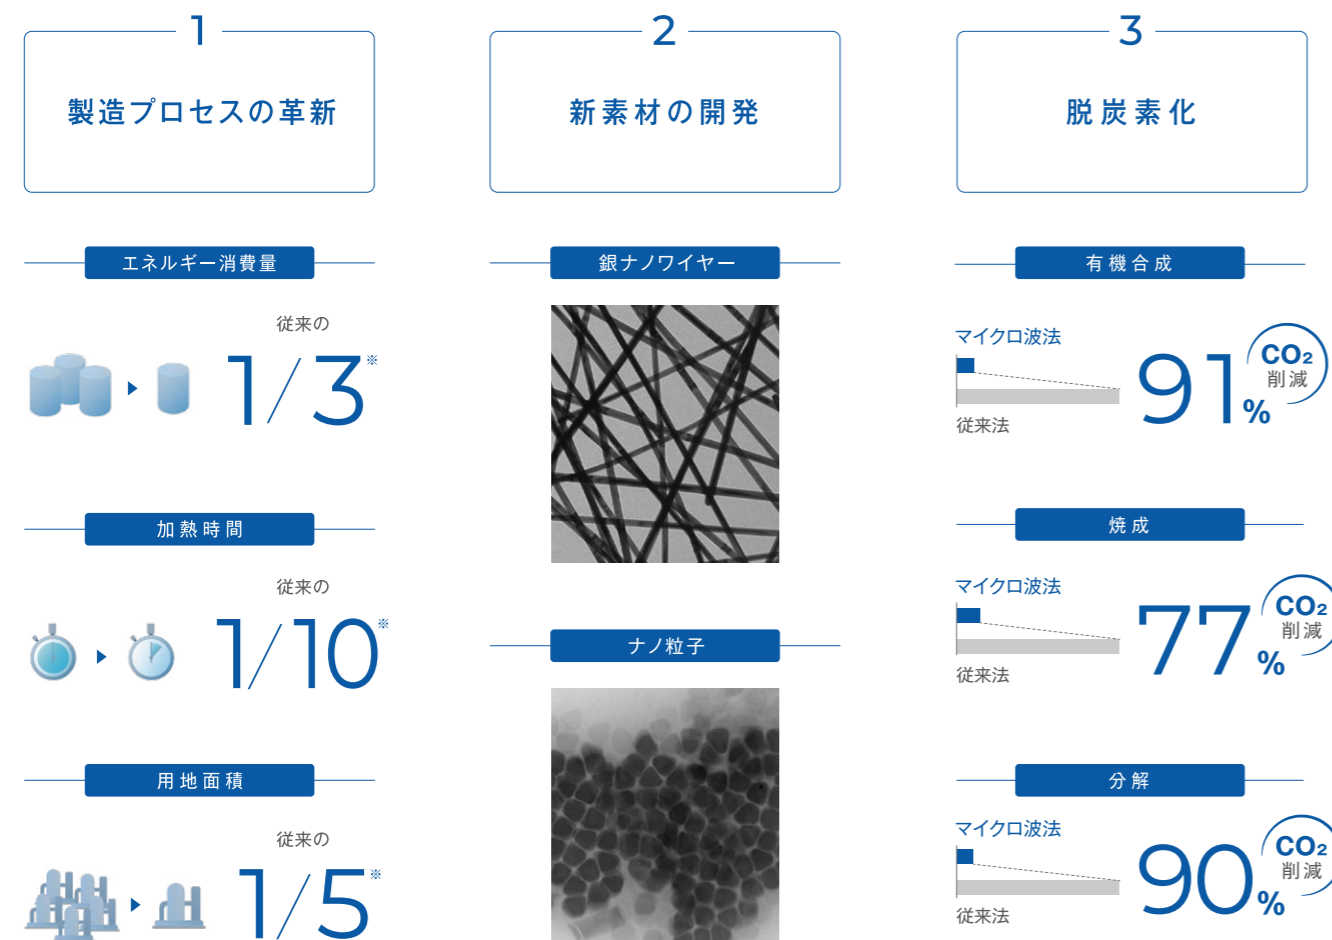 1
製造プロセスの革新
エネルギー消費量
従来の
1/3※
加熱時間
従来の
1/10※
用地面積
従来の
1/5※
2
新素材の開発
銀ナノワイヤー
ナノ粒子
3
脱炭素化
有機合成
マイクロ波法
従来法
91%
CO₂
削減
焼成
マイクロ波法
従来法
77%
CO₂
削減
分解
マイクロ波法
従来法
90%
CO₂
削減